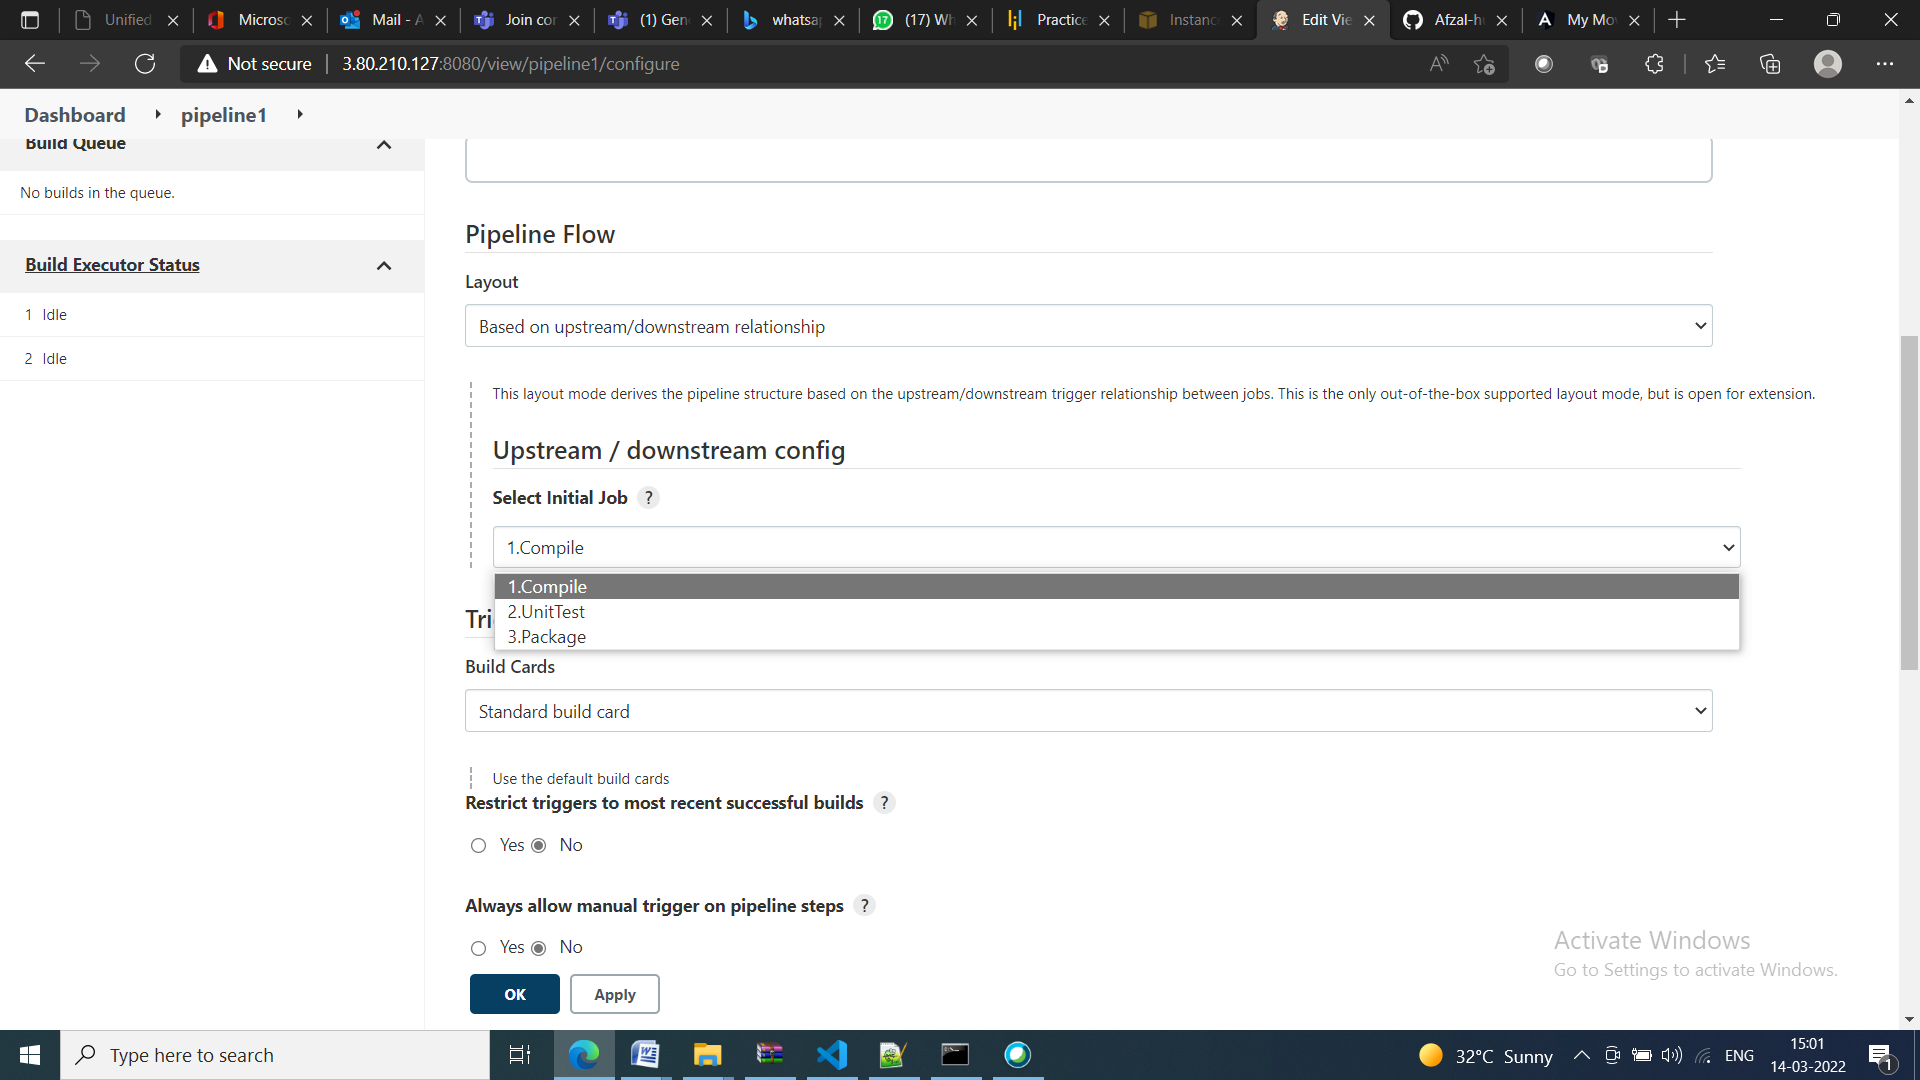 Unified
Microso
Mail - A
Join cor
(1) Gen
whatsap
17
(17) Wh
Practice
Instance
Edit Vie
Afzal-h
My Mo
Not secure
3.80.210.127:8080/view/pipeline1/configure
Dashboard
pipeline1
Build Queue
No builds in the queue.
Build Executor Status
1 Idle
2 Idle
Pipeline Flow
Layout
Based on upstream/downstream relationship
This layout mode derives the pipeline structure based on the upstream/downstream trigger relationship between jobs. This is the only out-of-the-box supported layout mode, but is open for extension.
Upstream / downstream config
Select Initial Job ?
1.Compile
1.Compile
2.UnitTest
3.Package
Tri
Build Cards
Standard build card
Use the default build cards
Restrict triggers to most recent successful builds ?
Yes No
Always allow manual trigger on pipeline steps ?
Yes No
OK
Apply
Activate Windows
Go to Settings to activate Windows.
Type here to search
32°C Sunny
ENG
15:01
14-03-2022
1